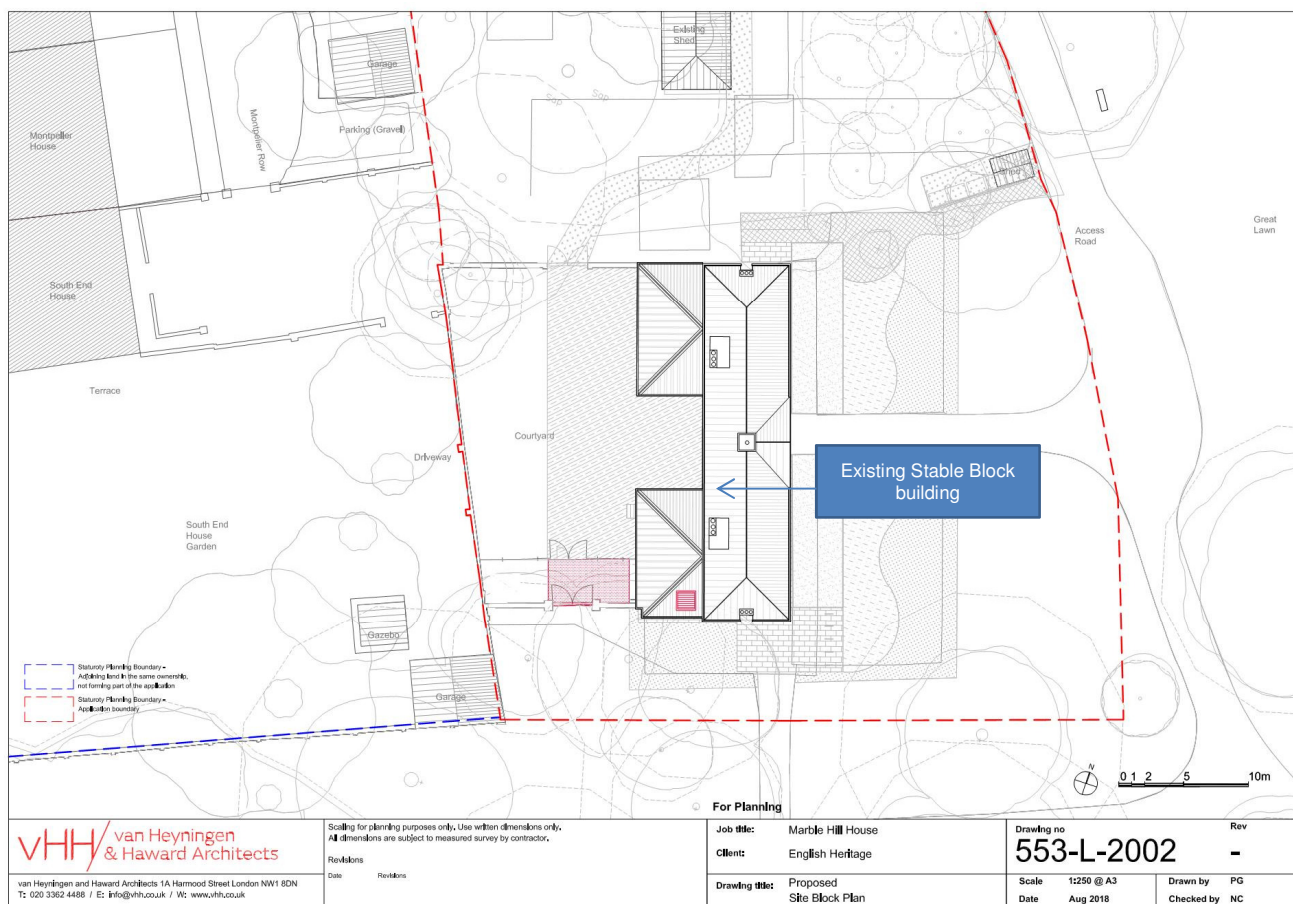 Existing
Shed
Garage
Sap
Sap
Montpelier
House
Montpelier Row
Parking (Gravel)
Shed
Great
Lawn
Access
Road
South End
House
Terrace
Courtyard
Driveway
Existing Stable Block
building
South End
House
Garden
Gazebo
Garage
Staturoty Planning Boundary -
Adjoining land in the same ownership,
not forming part of the application
Staturoty Planning Boundary -
Application boundary
N
0 1 2 5 10m
For Planning
vHH/ van Heyningen
& Haward Architects
van Heyningen and Haward Architects 1A Harmood Street London NW1 8DN
T: 020 3362 4488 / E: info@vhh.co.uk / W: www.vhh.co.uk
Scaling for planning purposes only. Use written dimensions only.
All dimensions are subject to measured survey by contractor.
Revisions
Date Revisions
Job title: Marble Hill House
Client: English Heritage
Drawing title: Proposed
Site Block Plan
Drawing no Rev
553-L-2002 -
Scale 1:250 @ A3 Drawn by PG
Date Aug 2018 Checked by NC